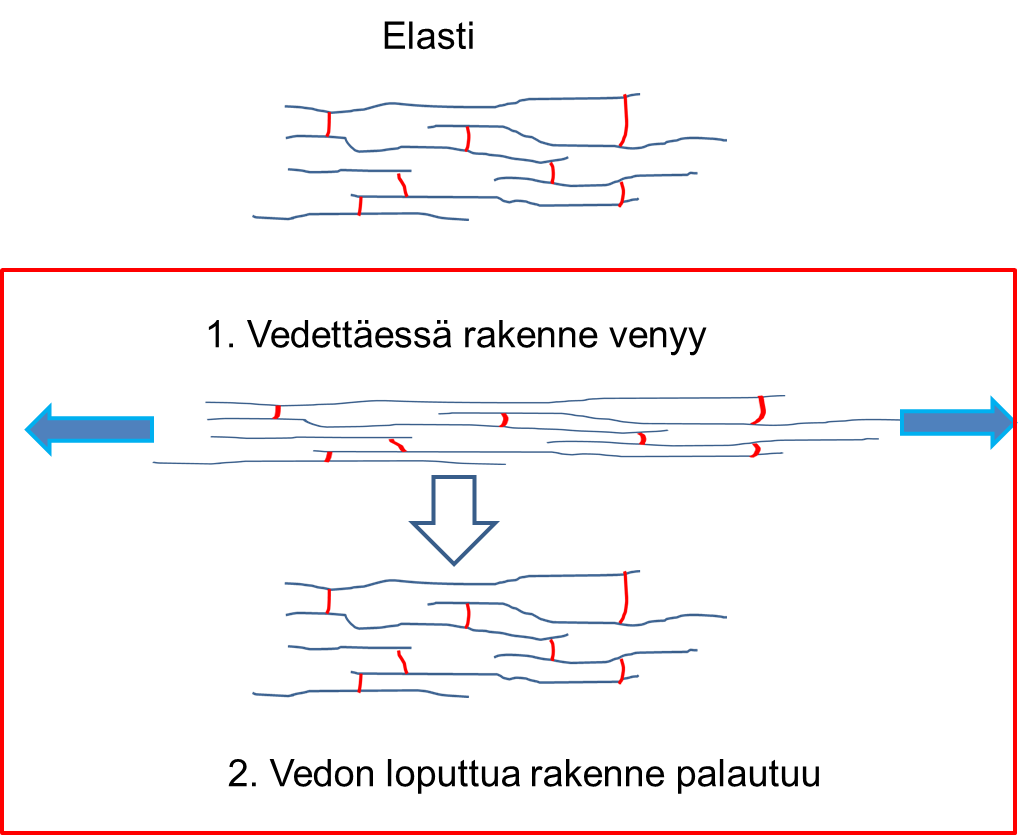 Elasti
1. Vedettäessä rakenne venyy
2. Vedon loputtua rakenne palautuu